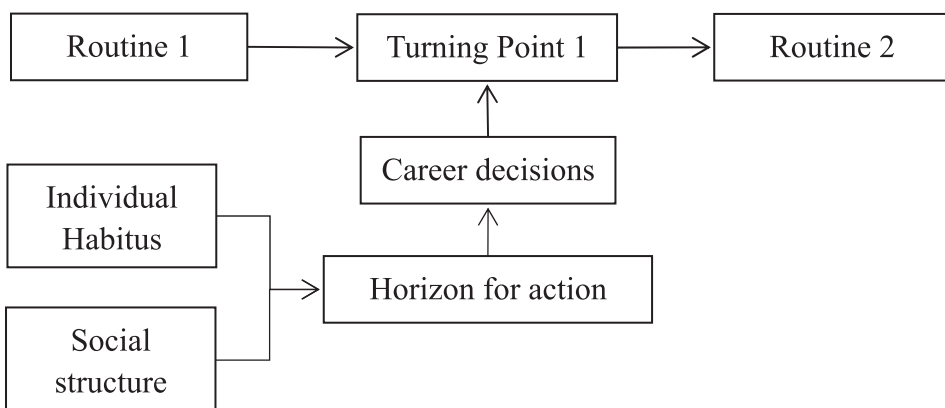 Routine 1
Turning Point 1
Routine 2
Career decisions
Individual
Habitus
Horizon for action
Social
structure